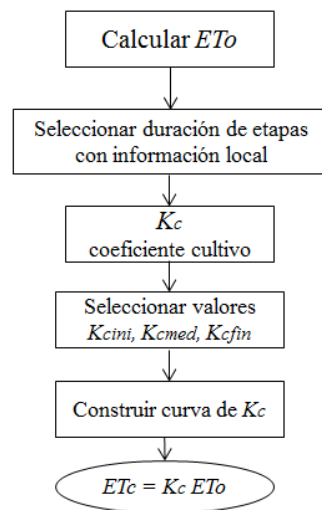 Calcular ETo
Seleccionar duración de etapas
con información local
Kc
coeficiente cultivo
Seleccionar valores
Kcini, Kcmed, Kcfin
Construir curva de Kc
ETc = Kc ETo